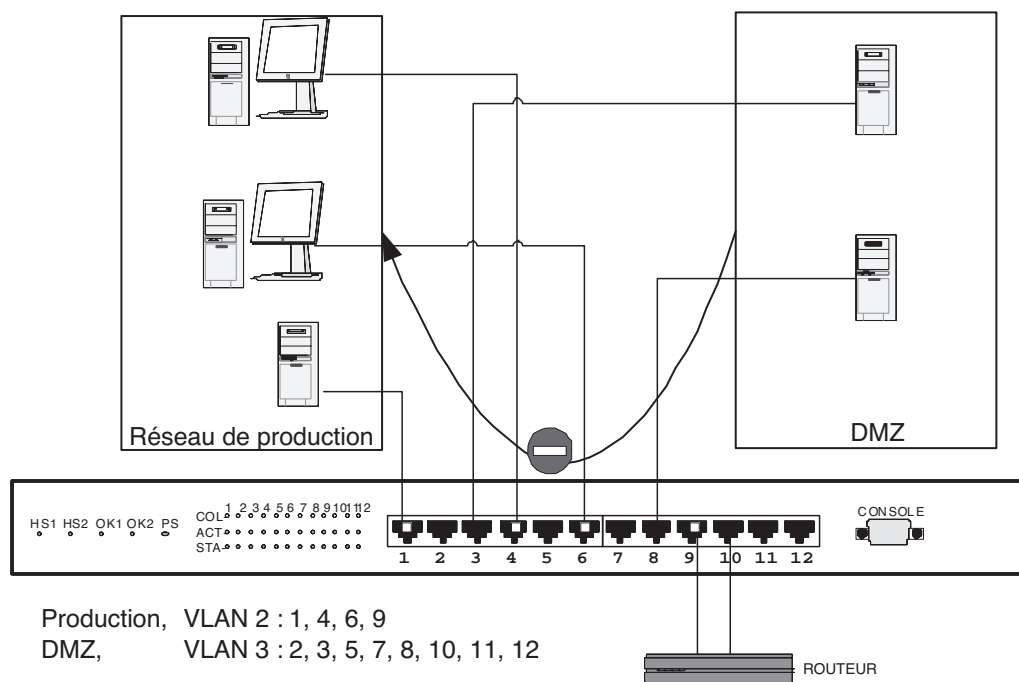 Réseau de production
DMZ
HS1 HS2 OK1 OK2 PS
1 2 3 4 5 6 7 8 9 10 11 12
COL
ACT
STA
1 2 3 4 5 6 7 8 9 10 11 12
CONSOLE
Production, VLAN 2 : 1, 4, 6, 9
DMZ, VLAN 3 : 2, 3, 5, 7, 8, 10, 11, 12
ROUTEUR